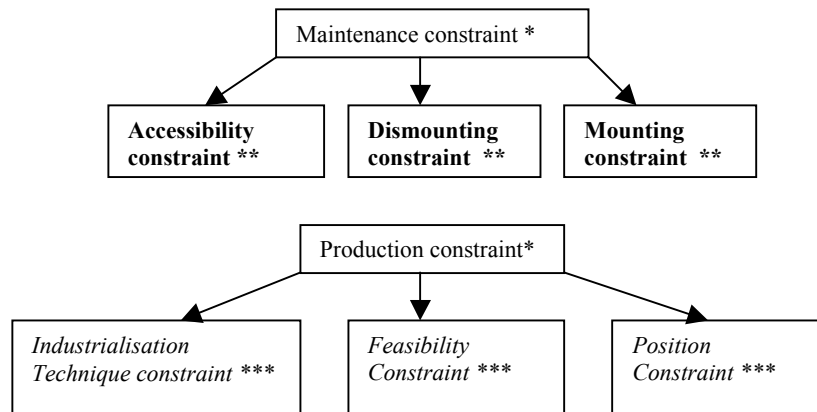 Maintenance constraint *
Accessibility
constraint **
Dismounting
constraint **
Mounting
constraint **
Production constraint*
Industrialisation
Technique constraint ***
Feasibility
Constraint ***
Position
Constraint ***